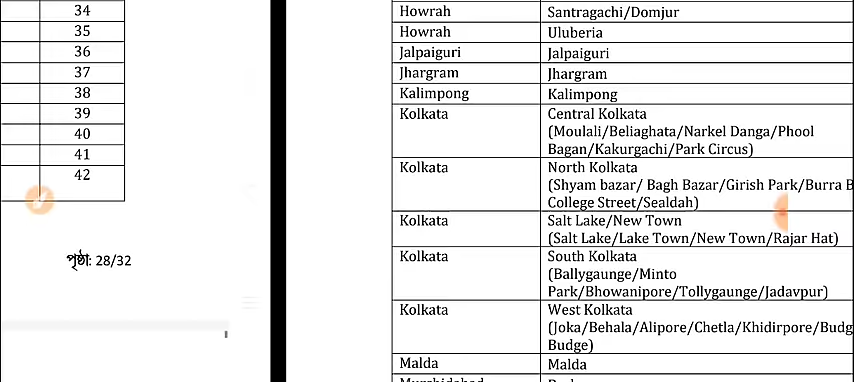 34
35
36
37
38
39
40
41
42
পৃষ্ঠা: 28/32
Howrah Santragachi/Domjur
Howrah Uluberia
Jalpaiguri Jalpaiguri
Jhargram Jhargram
Kalimpong Kalimpong
Kolkata Central Kolkata
(Moulali/Beliaghata/Narkel Danga/Phool
Bagan/Kakurgachi/Park Circus)
Kolkata North Kolkata
(Shyam bazar/ Bagh Bazar/Girish Park/Burra B
College Street/Sealdah)
Kolkata Salt Lake/New Town
(Salt Lake/Lake Town/New Town/Rajar Hat)
Kolkata South Kolkata
(Ballygaunge/Minto
Park/Bhowanipore/Tollygaunge/Jadavpur)
Kolkata West Kolkata
(Joka/Behala/Alipore/Chetla/Khidirpore/Budg
Budge)
Malda Malda